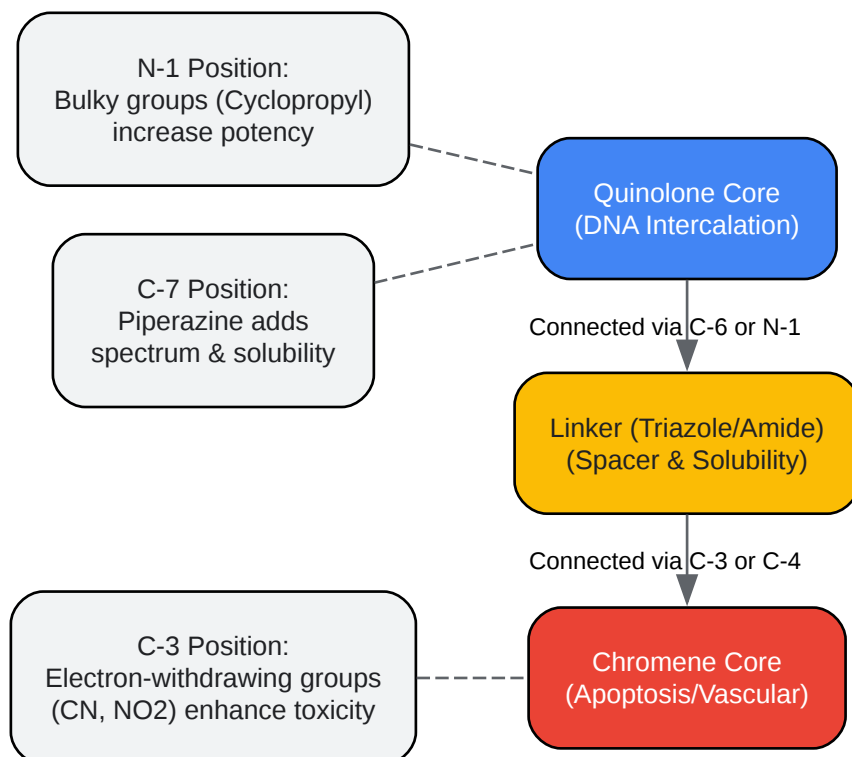 N-1 Position:
Bulky groups (Cyclopropyl)
increase potency
Quinolone Core
(DNA Intercalation)
C-7 Position:
Piperazine adds
spectrum & solubility
Connected via C-6 or N-1
Linker (Triazole/Amide)
(Spacer & Solubility)
Connected via C-3 or C-4
C-3 Position:
Electron-withdrawing groups
(CN, NO2) enhance toxicity
Chromene Core
(Apoptosis/Vascular)